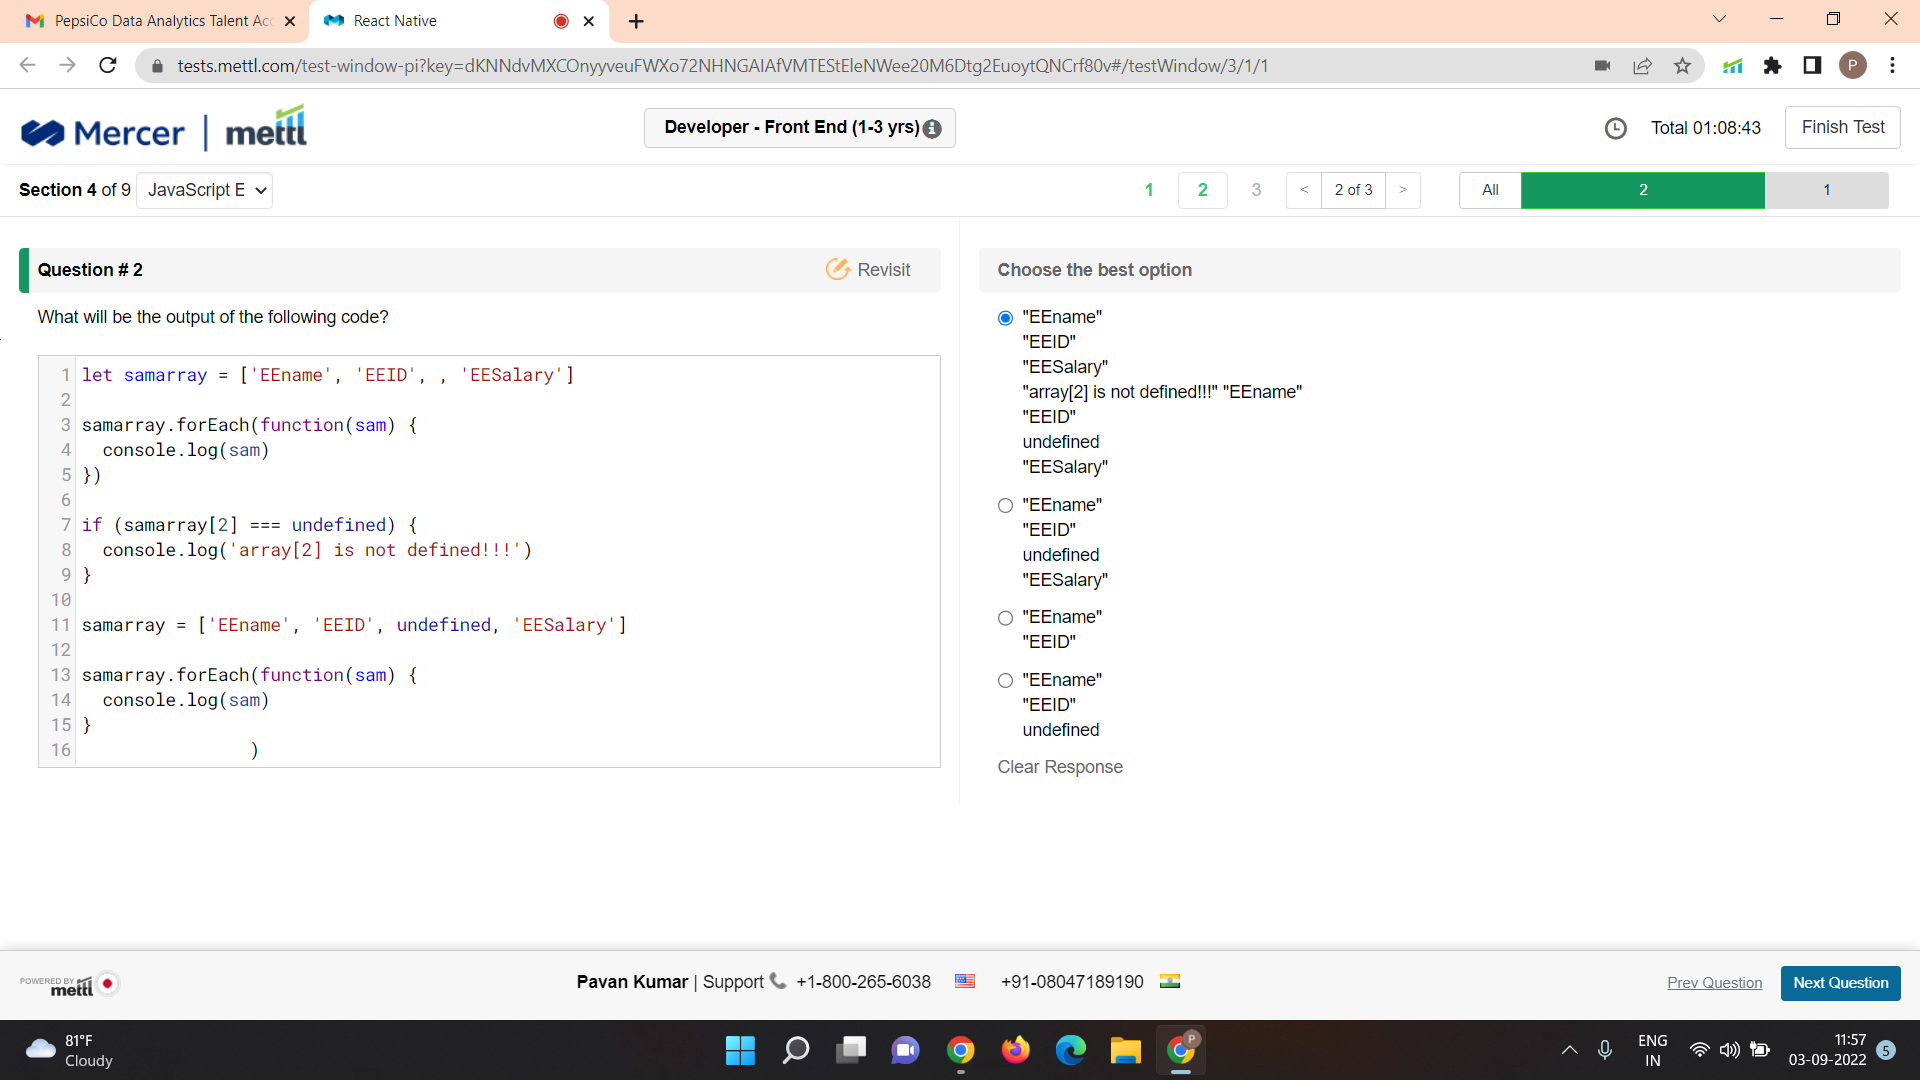 PepsiCo Data Analytics Talent Acc
React Native
tests.mettl.com/test-window-pi?key=dKNNdvMXCOnyyveuFWXo72NHNGAIAfVMTEStEleNWee20M6Dtg2EuoytQNCrf80v#/testWindow/3/1/1
P
Mercer | mettl
Developer - Front End (1-3 yrs)
Total 01:08:43
Finish Test
Section 4 of 9
JavaScript E
1
2
3
<
2 of 3
>
All
2
1
Question # 2
Revisit
What will be the output of the following code?
1 let samarray = ['EEname', 'EEID', , 'EESalary']
2
3 samarray.forEach(function(sam) {
4 console.log(sam)
5 })
6
7 if (samarray[2] === undefined) {
8 console.log('array[2] is not defined!!!')
9 }
10
11 samarray = ['EEname', 'EEID', undefined, 'EESalary']
12
13 samarray.forEach(function(sam) {
14 console.log(sam)
15 }
16 )
Choose the best option
"EEname"
"EEID"
"EESalary"
"array[2] is not defined!!!" "EEname"
"EEID"
undefined
"EESalary"
"EEname"
"EEID"
undefined
"EESalary"
"EEname"
"EEID"
"EEname"
"EEID"
undefined
Clear Response
POWERED BY
mettl
Pavan Kumar | Support +1-800-265-6038 +91-08047189190
Prev Question
Next Question
81°F
Cloudy
P
ENG
IN
11:57
03-09-2022
5